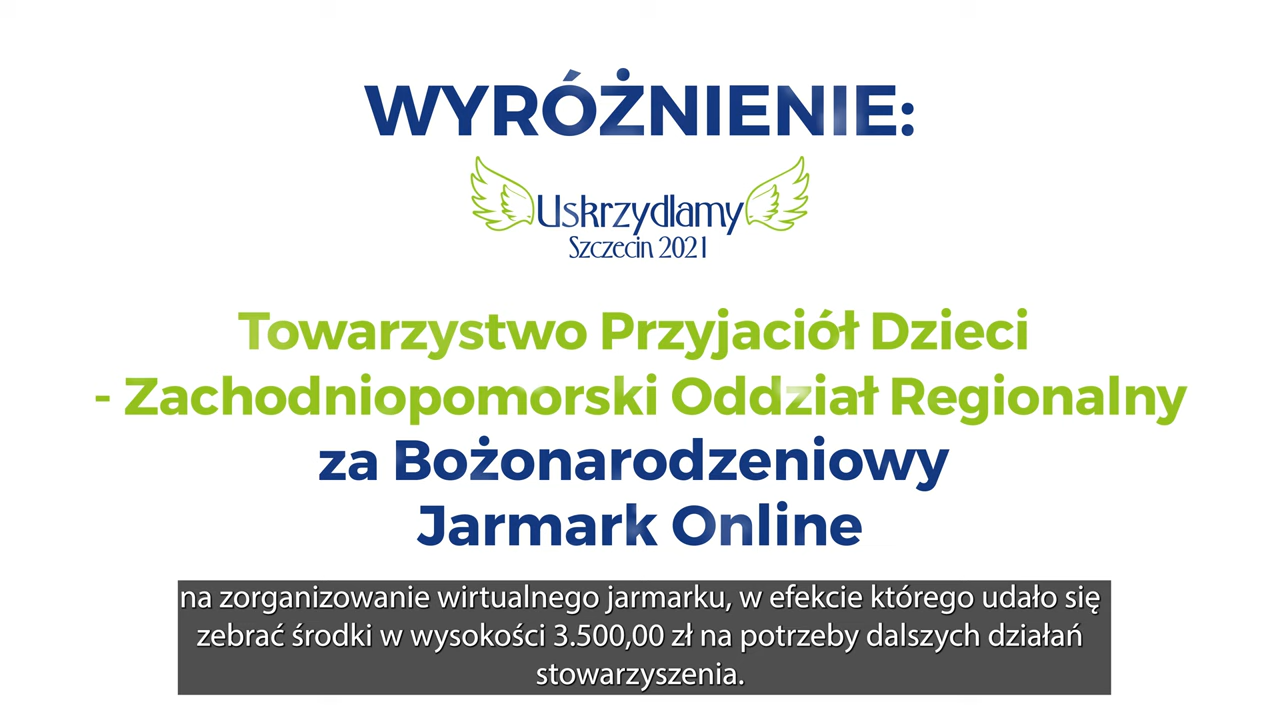 WYRÓŻNIENIE:
Uskrzydlamy
Szczecin 2021
Towarzystwo Przyjaciół Dzieci
- Zachodniopomorski Oddział Regionalny
za Bożonarodzeniowy
Jarmark Online
na zorganizowanie wirtualnego jarmarku, w efekcie którego udało się
zebrać środki w wysokości 3.500,00 zł na potrzeby dalszych działań
stowarzyszenia.